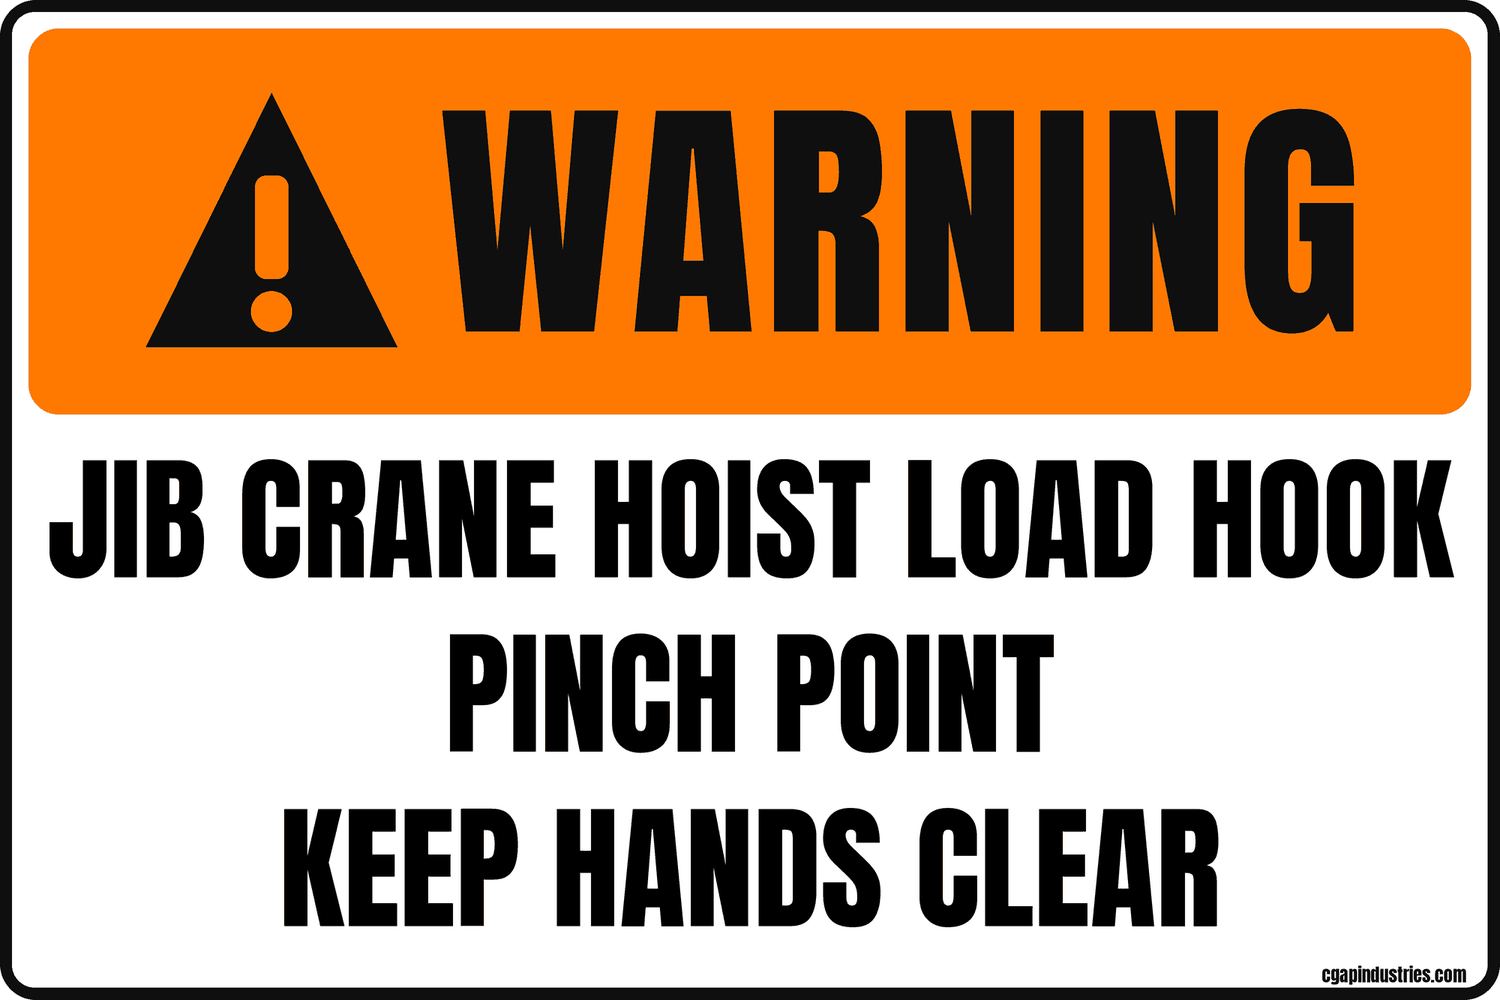 WARNING
JIB CRANE HOIST LOAD HOOK
PINCH POINT
KEEP HANDS CLEAR
cgapindustries.com